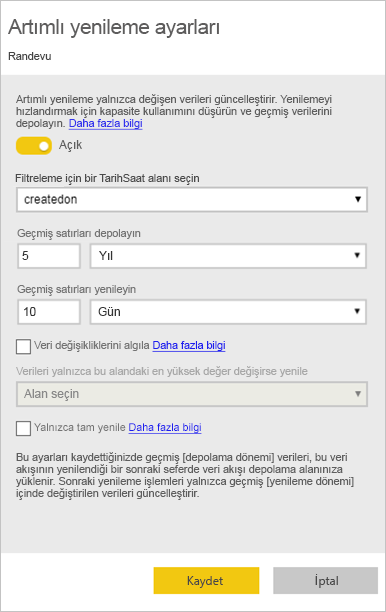 Artımlı yenileme ayarları
Randevu
Artımlı yenileme yalnızca değişen verileri güncelleştirir. Yenilemeyi
hızlandırmak için kapasite kullanımını düşürün ve geçmiş verilerini
depolayın. Daha fazla bilgi
Açık
Filtreleme için bir TarihSaat alanı seçin
createdon
Geçmiş satırları depolayın
5 Yıl
Geçmiş satırları yenileyin
10 Gün
Veri değişikliklerini algıla Daha fazla bilgi
Verileri yalnızca bu alandaki en yüksek değer değişirse yenile
Alan seçin
Yalnızca tam yenile Daha fazla bilgi
Bu ayarları kaydettiğinizde geçmiş [depolama dönemi] verileri, bu veri
akışının yenilendiği bir sonraki seferde veri akışı depolama alanınıza
yüklenir. Sonraki yenileme işlemleri yalnızca geçmiş [yenileme dönemi]
içinde değiştirilen verileri güncelleştirir.
Kaydet İptal